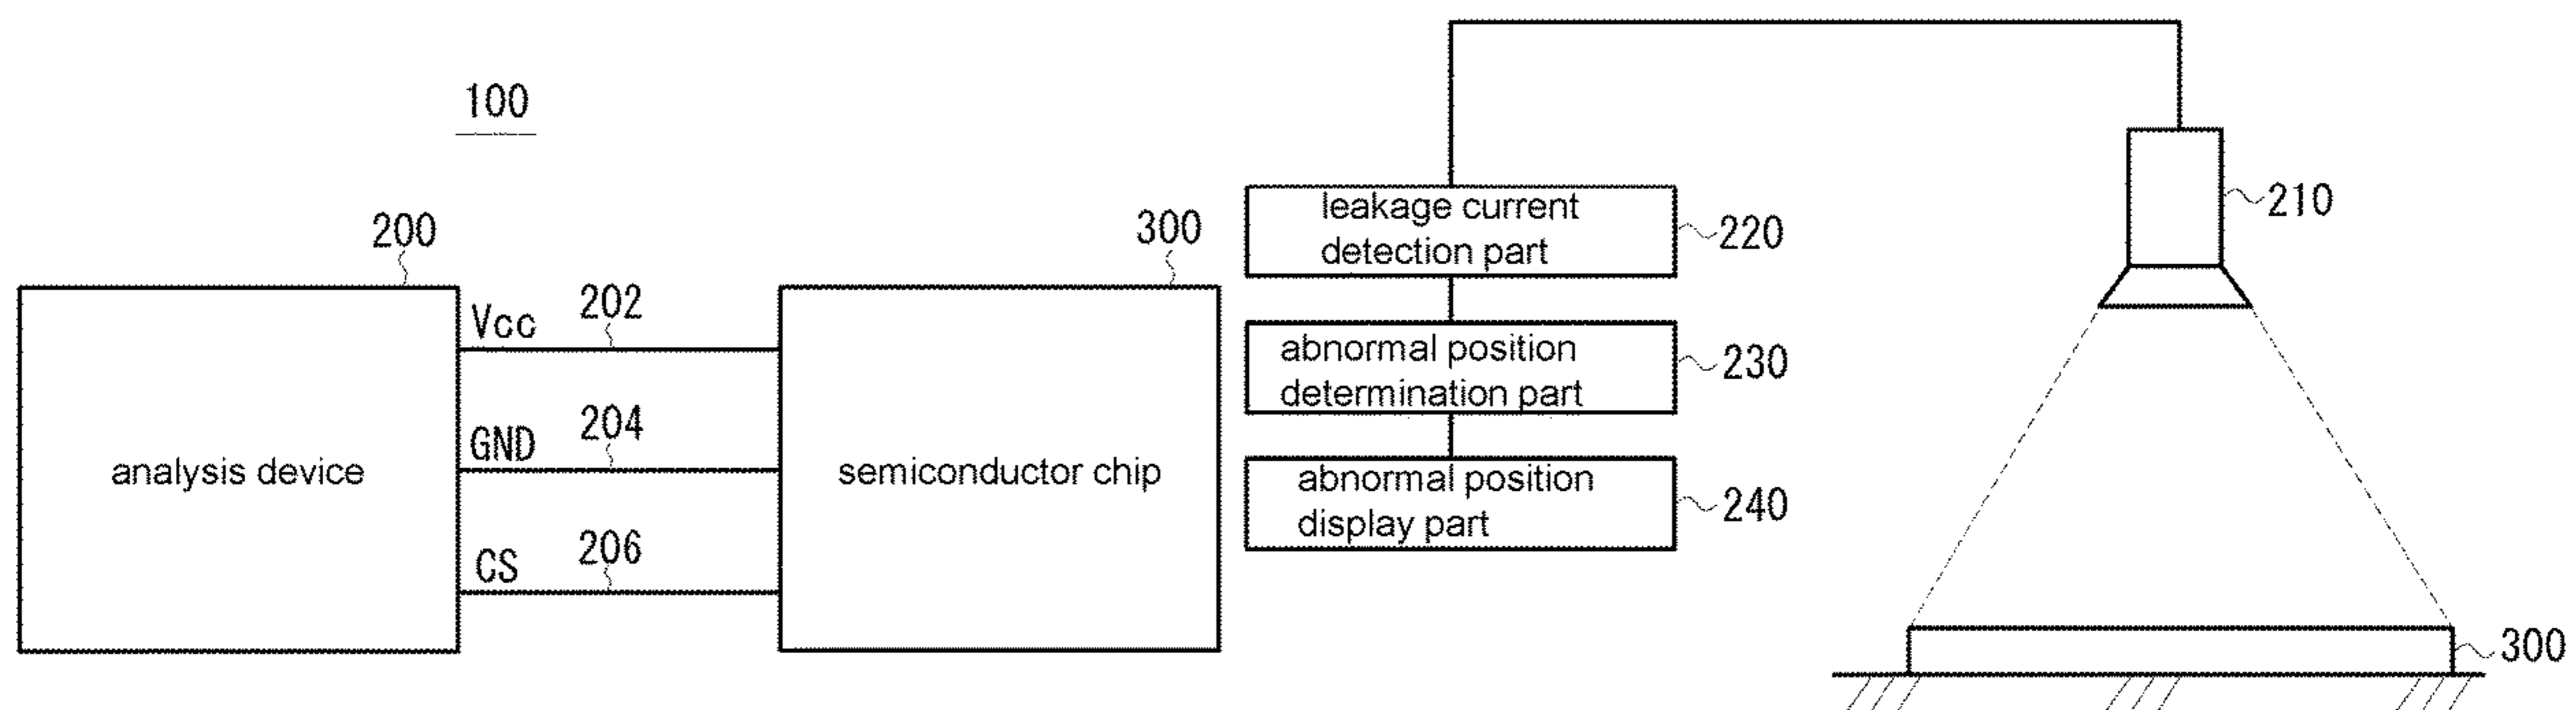 100
200
300
Vcc
202
GND
204
CS
206
analysis device
semiconductor chip
leakage current
detection part
220
abnormal position
determination part
230
abnormal position
display part
240
210
300